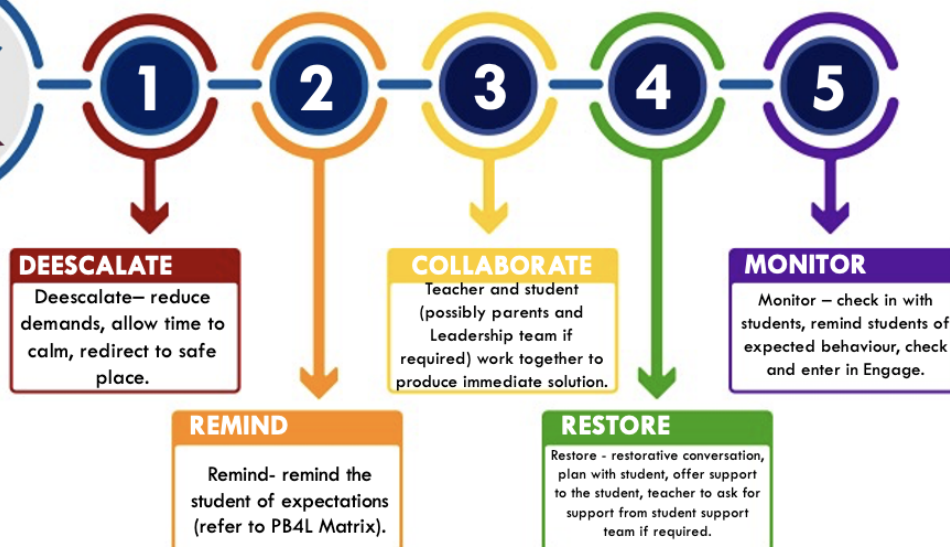 1
2
3
4
5
DEESCALATE
Deescalate– reduce
demands, allow time to
calm, redirect to safe
place.
REMIND
Remind- remind the
student of expectations
(refer to PB4L Matrix).
COLLABORATE
Teacher and student
(possibly parents and
Leadership team if
required) work together to
produce immediate solution.
RESTORE
Restore - restorative conversation,
plan with student, offer support
to the student, teacher to ask for
support from student support
team if required.
MONITOR
Monitor – check in with
students, remind students of
expected behaviour, check
and enter in Engage.